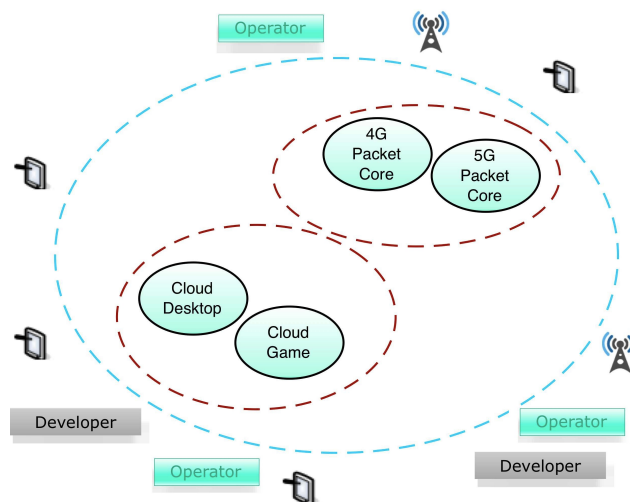 Operator
4G
Packet
Core
5G
Packet
Core
Cloud
Desktop
Cloud
Game
Developer
Operator
Operator
Developer